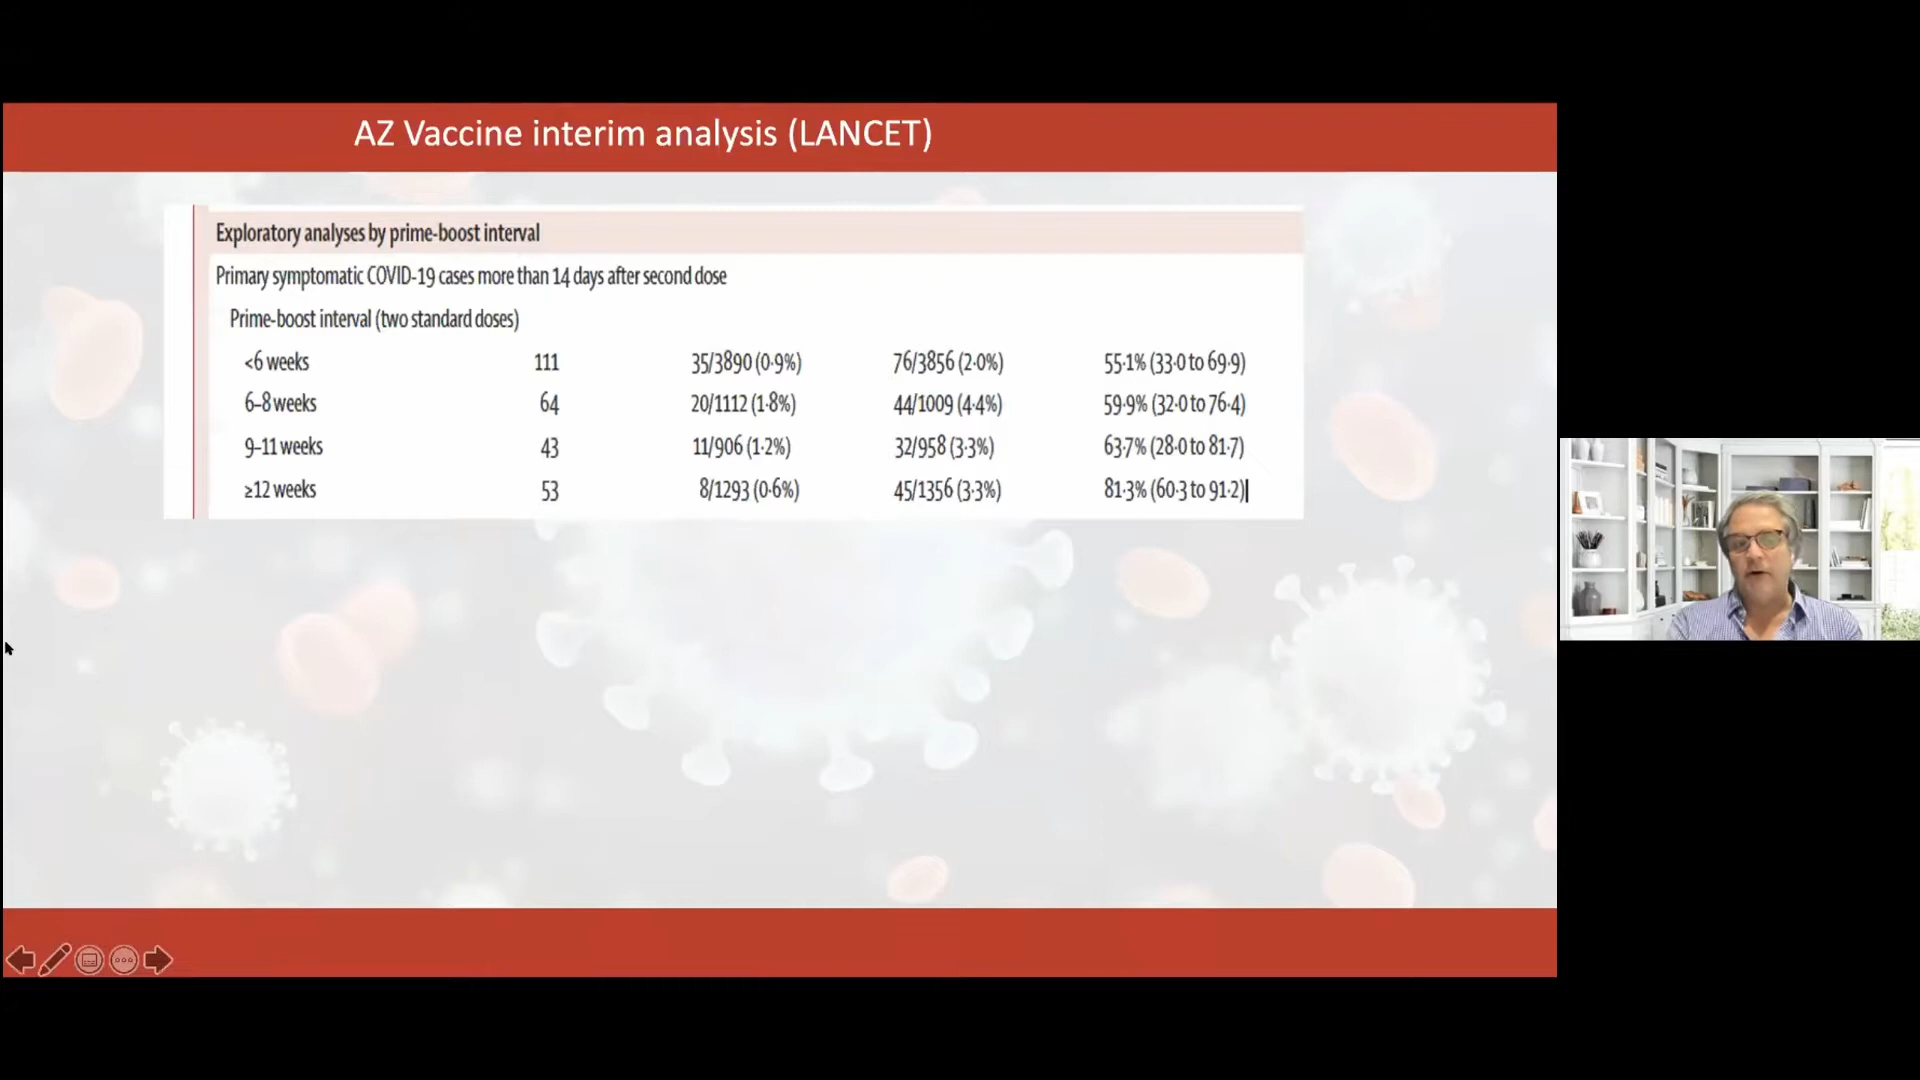 AZ Vaccine interim analysis (LANCET)
Exploratory analyses by prime-boost interval
Primary symptomatic COVID-19 cases more than 14 days after second dose
Prime-boost interval (two standard doses)
<6 weeks 111 35/3890 (0·9%) 76/3856 (2·0%) 55·1% (33·0 to 69·9)
6–8 weeks 64 20/1112 (1·8%) 44/1009 (4·4%) 59·9% (32·0 to 76·4)
9–11 weeks 43 11/906 (1·2%) 32/958 (3·3%) 63·7% (28·0 to 81·7)
≥12 weeks 53 8/1293 (0·6%) 45/1356 (3·3%) 81·3% (60·3 to 91·2)